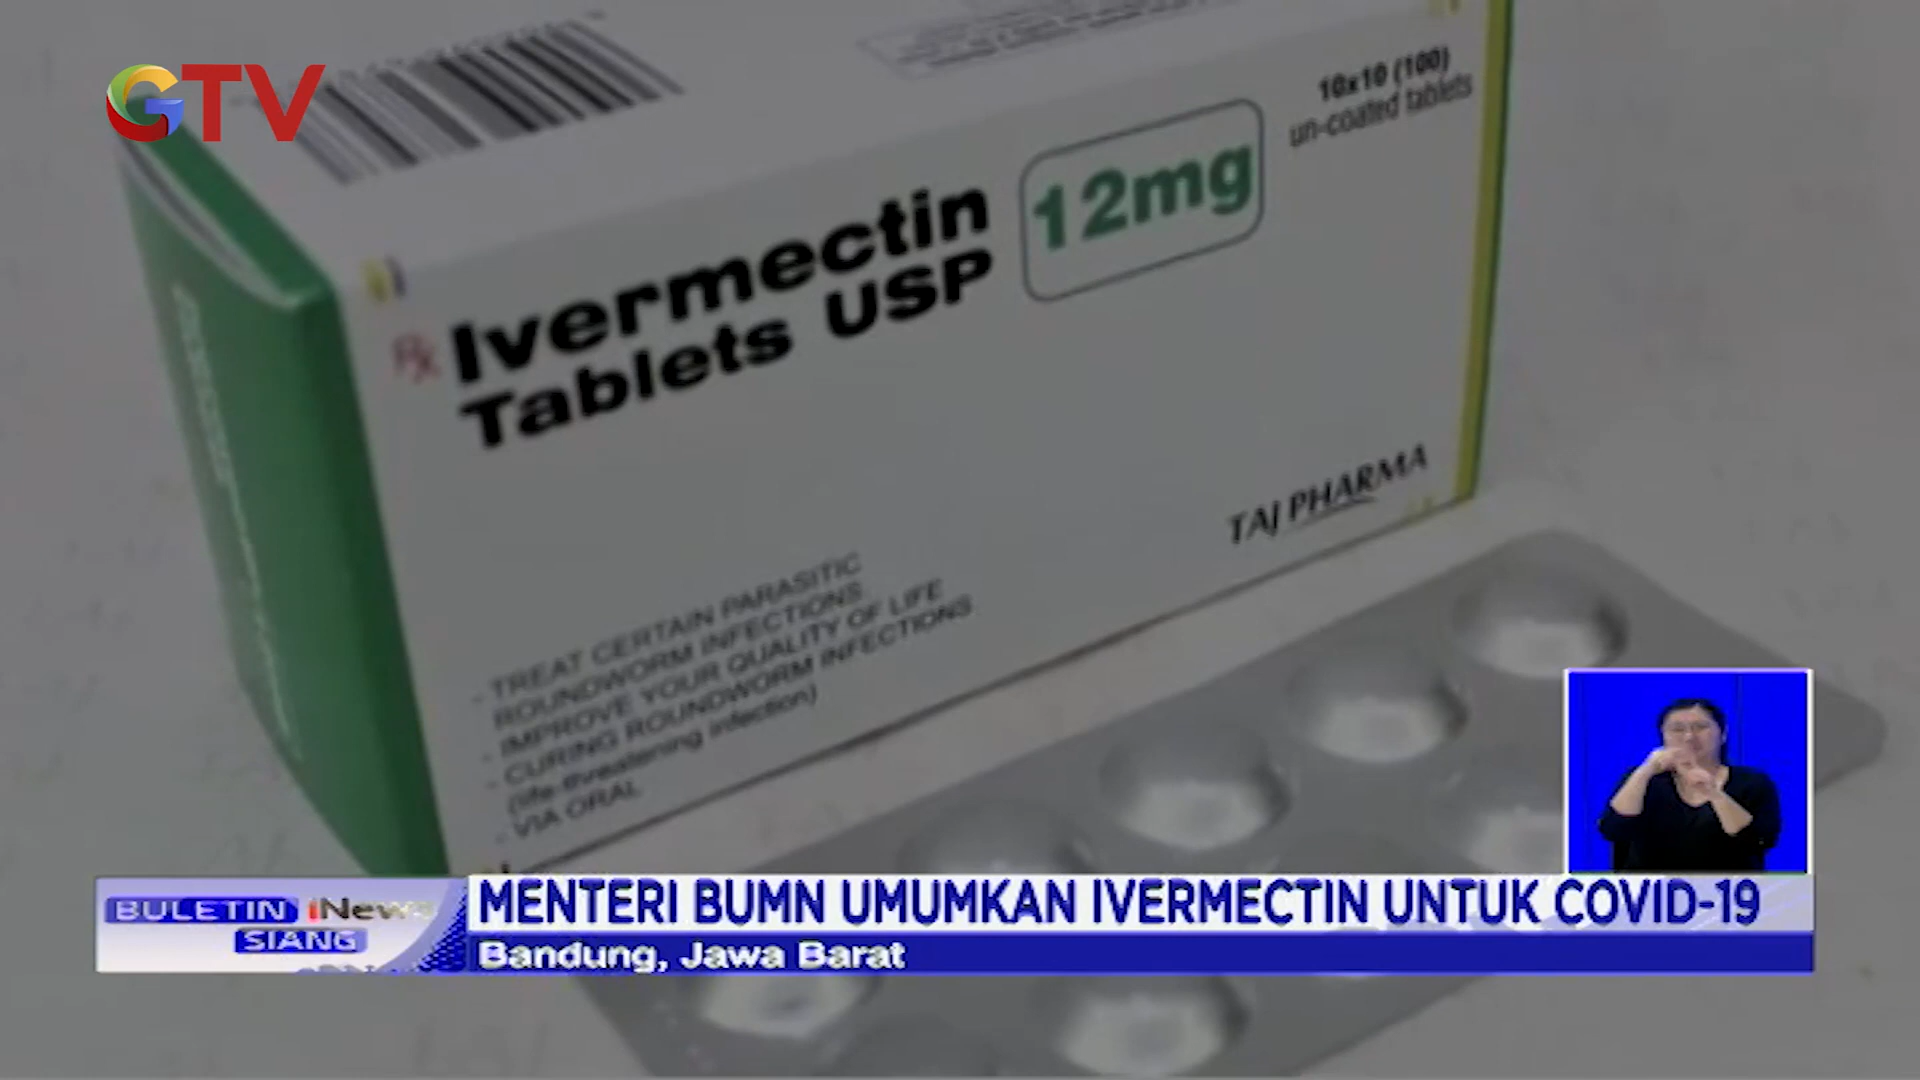 GTV
10x10 (100)
un-coated tablets
Rx Ivermectin
Tablets USP
12mg
TAJ PHARMA
- TREAT CERTAIN PARASITIC
ROUNDWORM INFECTIONS
- IMPROVE YOUR QUALITY OF LIFE
- CURING ROUNDWORM INFECTIONS
(life-threatening infection)
- VIA ORAL
BULETIN iNews
SIANG
MENTERI BUMN UMUMKAN IVERMECTIN UNTUK COVID-19
Bandung, Jawa Barat